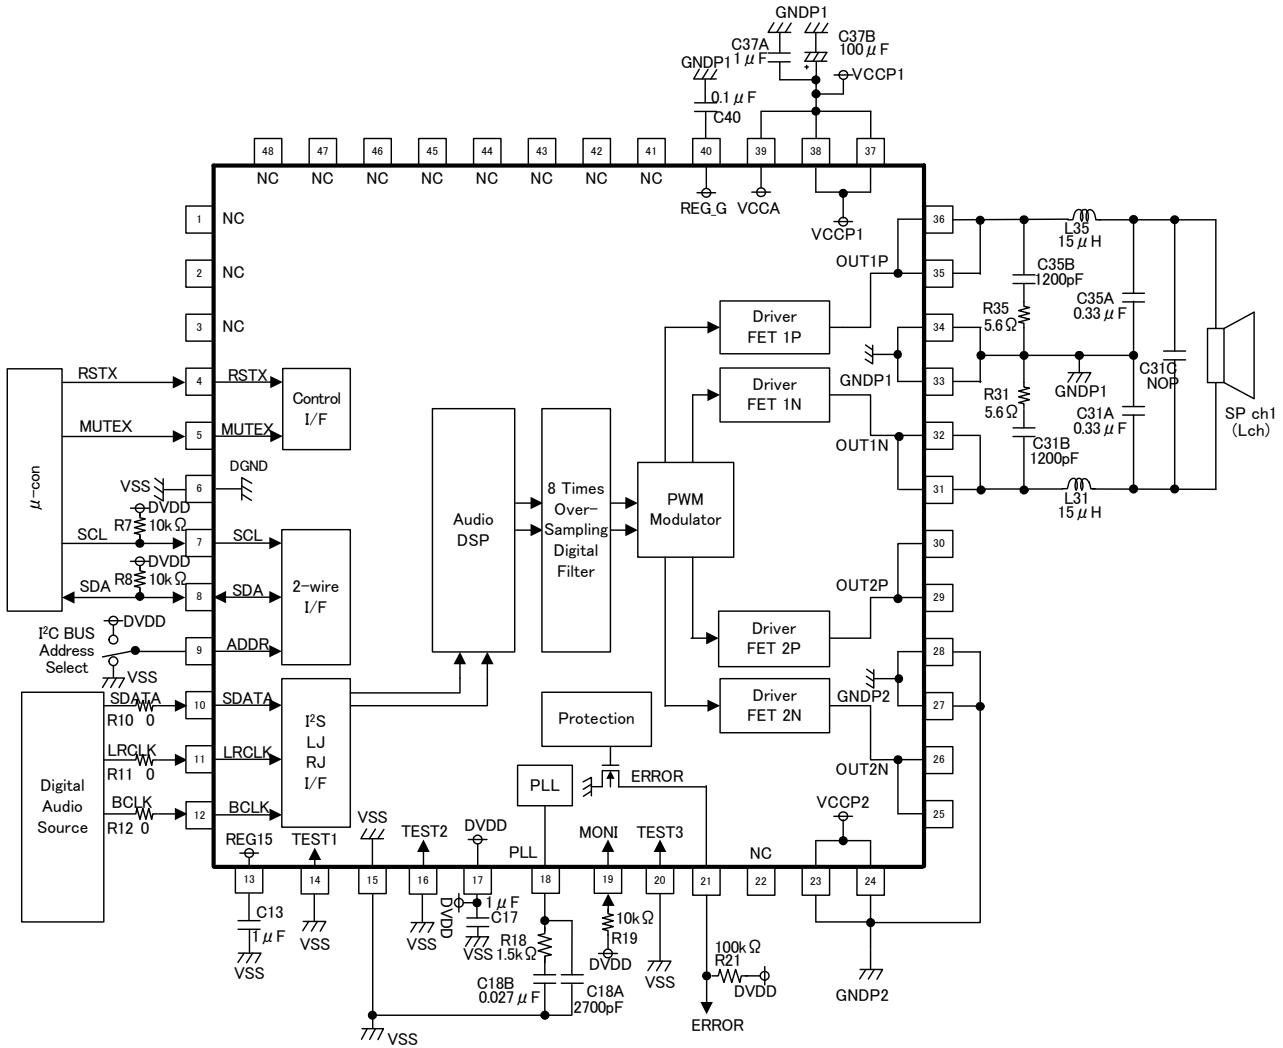 GNDP1
C37A
1μF
C37B
100μF
+
VCCP1
GNDP1
0.1μF
C40
48
47
46
45
44
43
42
41
40
39
38
37
NC
NC
NC
NC
NC
NC
NC
NC
REG_G
VCCA
VCCP1
1
NC
2
NC
3
NC
4
RSTX
RSTX
5
MUTEX
MUTEX
Control
I/F
μ-con
6
VSS
DGND
DVDD
R7
10kΩ
SCL
7
SCL
DVDD
R8
10kΩ
SDA
8
SDA
2-wire
I/F
I²C BUS
Address
Select
DVDD
VSS
9
ADDR
Digital
Audio
Source
SDATA
R10 0
10
SDATA
LRCLK
R11 0
11
LRCLK
BCLK
R12 0
12
BCLK
I²S
LJ
RJ
I/F
Audio
DSP
8 Times
Over-
Sampling
Digital
Filter
PWM
Modulator
Driver
FET 1P
Driver
FET 1N
Driver
FET 2P
Driver
FET 2N
Protection
PLL
ERROR
OUT1P
GNDP1
OUT1N
OUT2P
GNDP2
OUT2N
VCCP2
36
35
34
33
32
31
30
29
28
27
26
25
L35
15μH
C35B
1200pF
R35
5.6Ω
C35A
0.33μF
GNDP1
C31C
NOP
R31
5.6Ω
C31A
0.33μF
C31B
1200pF
L31
15μH
SP ch1
(Lch)
REG15
TEST1
VSS
TEST2
DVDD
PLL
MONI
TEST3
NC
13
14
15
16
17
18
19
20
21
22
23
24
C13
1μF
VSS
VSS
VSS
VSS
DVDD
1μF
C17
VSS
R18
1.5kΩ
C18B
0.027μF
C18A
2700pF
10kΩ
R19
DVDD
VSS
100kΩ
R21
DVDD
ERROR
GNDP2